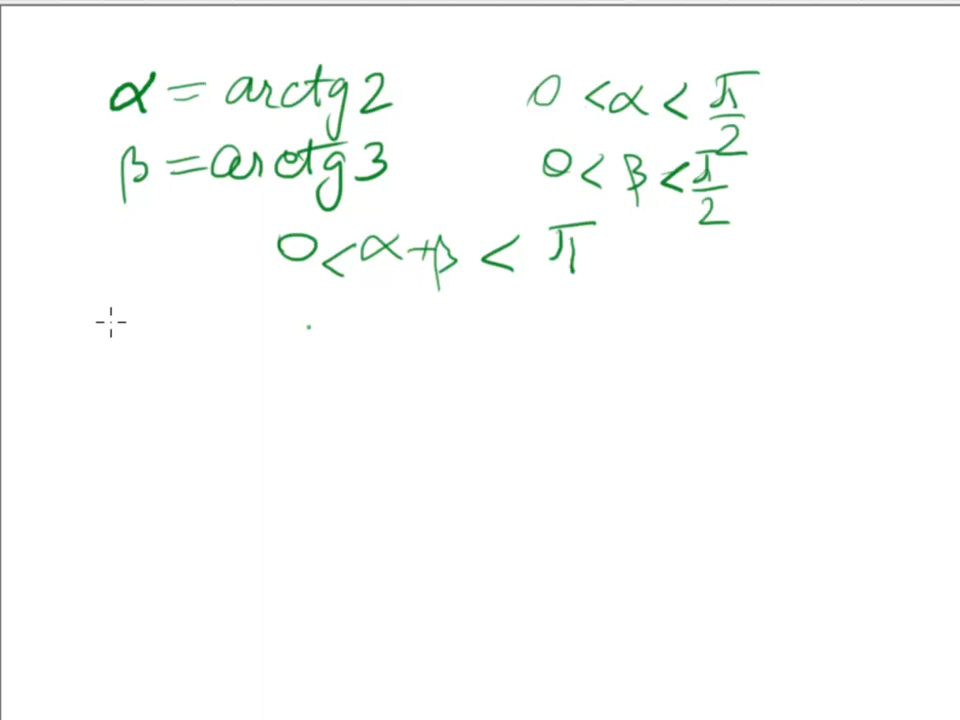 α = arctg 2 0 < α < π/2
β = arctg 3 0 < β < π/2
0 < α + β < π